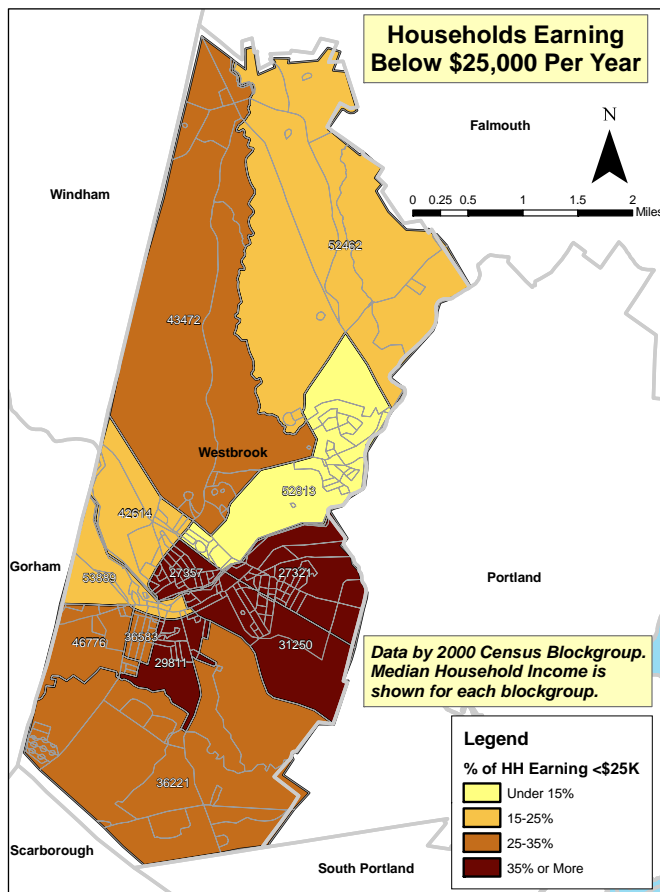 Households Earning
Below $25,000 Per Year
Falmouth
N
Windham
0 0.25 0.5 1 1.5 2
Miles
52462
43472
Westbrook
52813
42614
Gorham
53889
27357
27321
Portland
46776
36583
31250
29811
Data by 2000 Census Blockgroup.
Median Household Income is
shown for each blockgroup.
Legend
% of HH Earning <$25K
Under 15%
15-25%
25-35%
35% or More
36221
Scarborough
South Portland